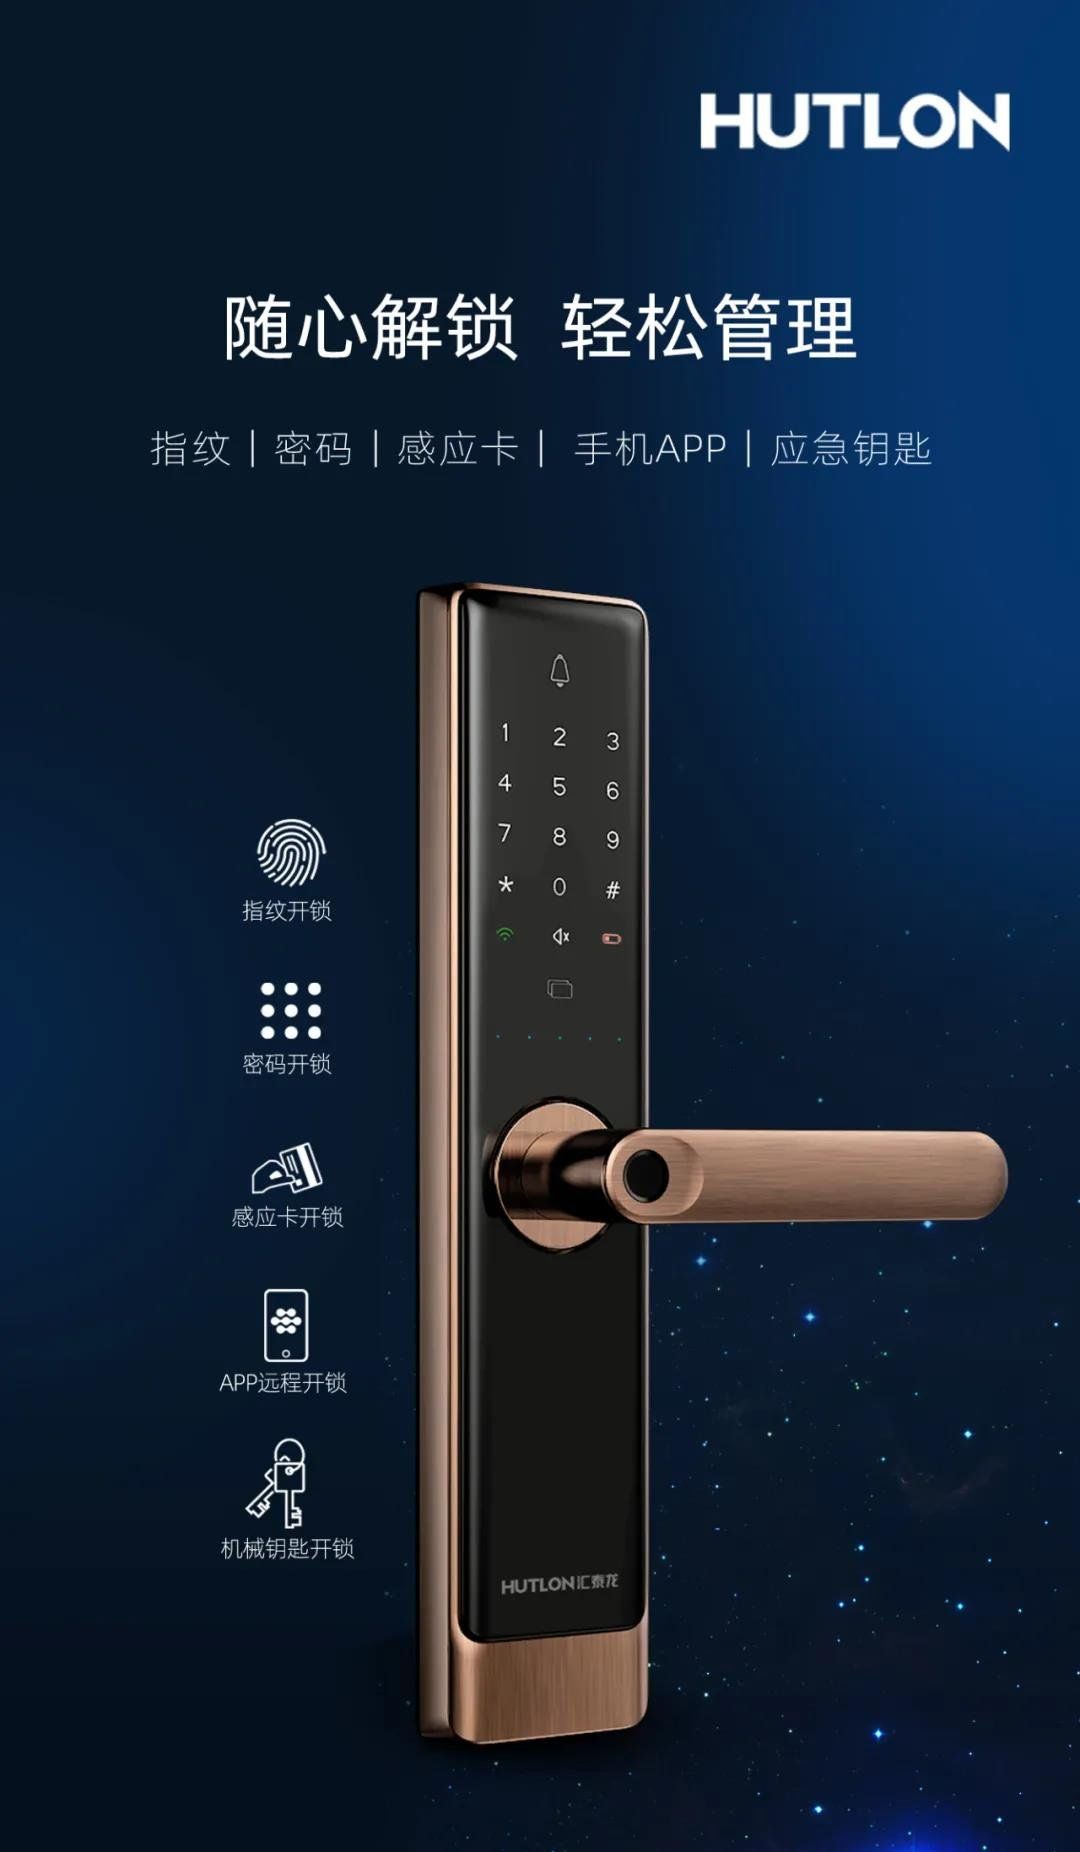 HUTLON
随心解锁 轻松管理
指纹 | 密码 | 感应卡 | 手机APP | 应急钥匙
1 2 3
4 5 6
7 8 9
* 0 #
指纹开锁
密码开锁
感应卡开锁
APP远程开锁
机械钥匙开锁
HUTLON汇泰龙